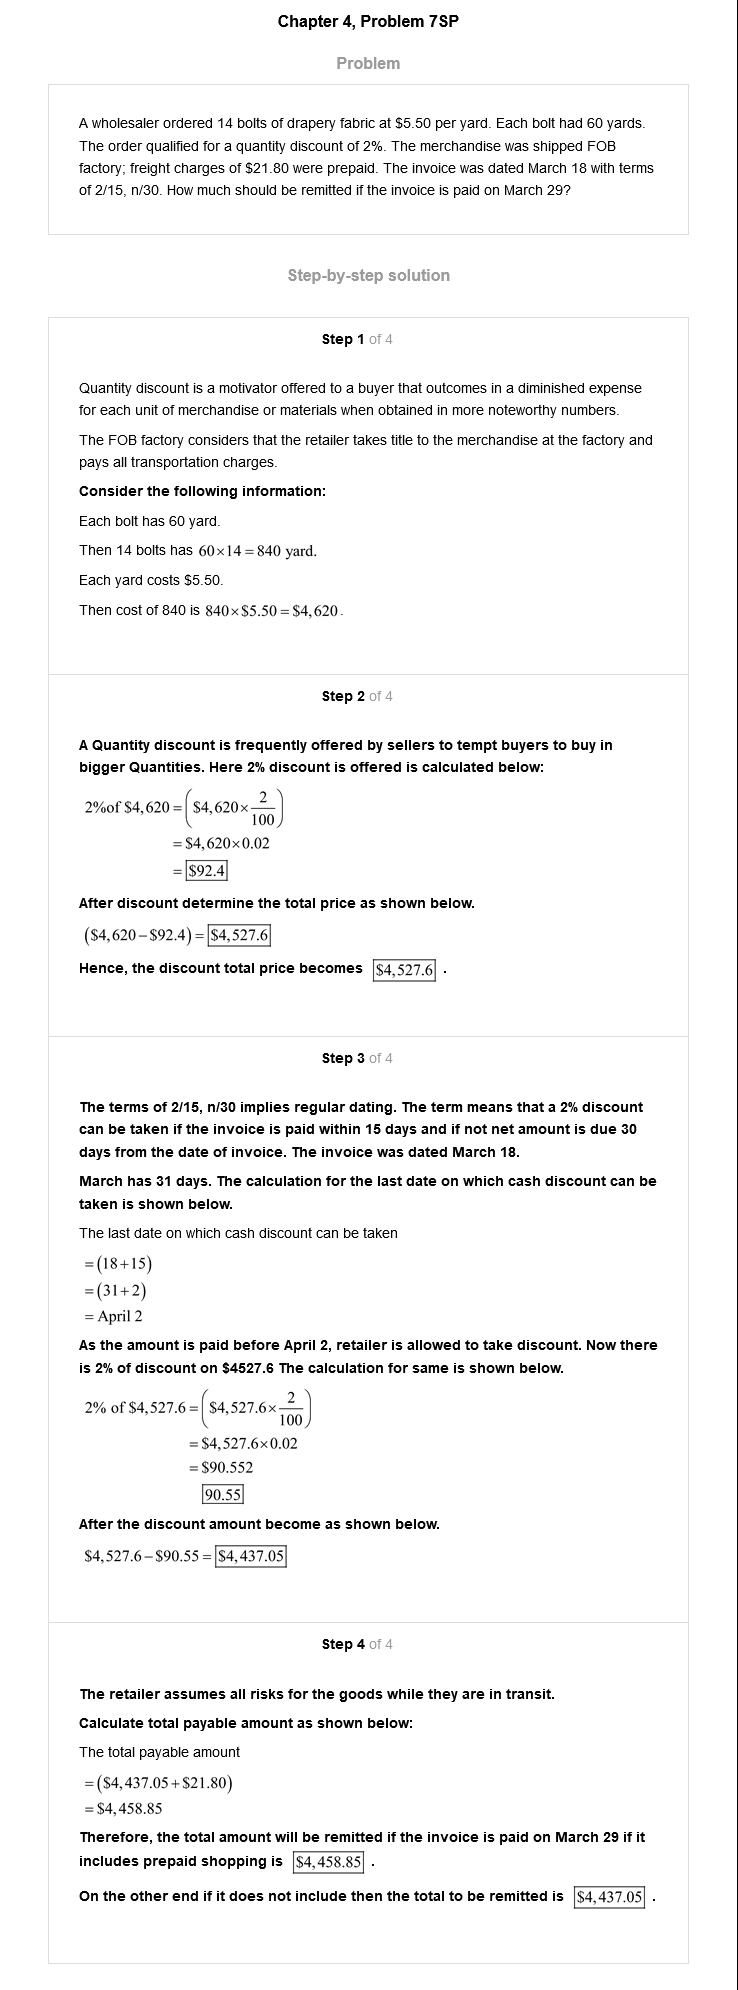 Chapter 4, Problem 7SP
Problem
A wholesaler ordered 14 bolts of drapery fabric at $5.50 per yard. Each bolt had 60 yards.
The order qualified for a quantity discount of 2%. The merchandise was shipped FOB
factory; freight charges of $21.80 were prepaid. The invoice was dated March 18 with terms
of 2/15, n/30. How much should be remitted if the invoice is paid on March 29?
Step-by-step solution
Step 1 of 4
Quantity discount is a motivator offered to a buyer that outcomes in a diminished expense
for each unit of merchandise or materials when obtained in more noteworthy numbers.
The FOB factory considers that the retailer takes title to the merchandise at the factory and
pays all transportation charges.
Consider the following information:
Each bolt has 60 yard.
Then 14 bolts has 60×14 = 840 yard.
Each yard costs $5.50.
Then cost of 840 is 840×$5.50 = $4,620.
Step 2 of 4
A Quantity discount is frequently offered by sellers to tempt buyers to buy in
bigger Quantities. Here 2% discount is offered is calculated below:
2%of $4,620 = ($4,620×2/100)
= $4,620×0.02
= $92.4
After discount determine the total price as shown below.
($4,620−$92.4) = $4,527.6
Hence, the discount total price becomes $4,527.6 .
Step 3 of 4
The terms of 2/15, n/30 implies regular dating. The term means that a 2% discount
can be taken if the invoice is paid within 15 days and if not net amount is due 30
days from the date of invoice. The invoice was dated March 18.
March has 31 days. The calculation for the last date on which cash discount can be
taken is shown below.
The last date on which cash discount can be taken
= (18+15)
= (31+2)
= April 2
As the amount is paid before April 2, retailer is allowed to take discount. Now there
is 2% of discount on $4527.6 The calculation for same is shown below.
2% of $4,527.6 = ($4,527.6×2/100)
= $4,527.6×0.02
= $90.552
90.55
After the discount amount become as shown below.
$4,527.6−$90.55 = $4,437.05
Step 4 of 4
The retailer assumes all risks for the goods while they are in transit.
Calculate total payable amount as shown below:
The total payable amount
= ($4,437.05+$21.80)
= $4,458.85
Therefore, the total amount will be remitted if the invoice is paid on March 29 if it
includes prepaid shopping is $4,458.85 .
On the other end if it does not include then the total to be remitted is $4,437.05 .